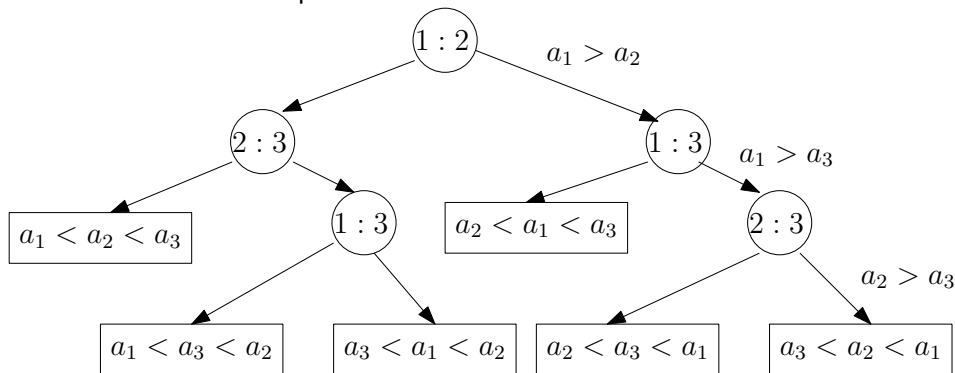 1 : 2
a₁ > a₂
2 : 3
1 : 3
a₁ > a₃
a₁ < a₂ < a₃
1 : 3
a₂ < a₁ < a₃
2 : 3
a₂ > a₃
a₁ < a₃ < a₂
a₃ < a₁ < a₂
a₂ < a₃ < a₁
a₃ < a₂ < a₁